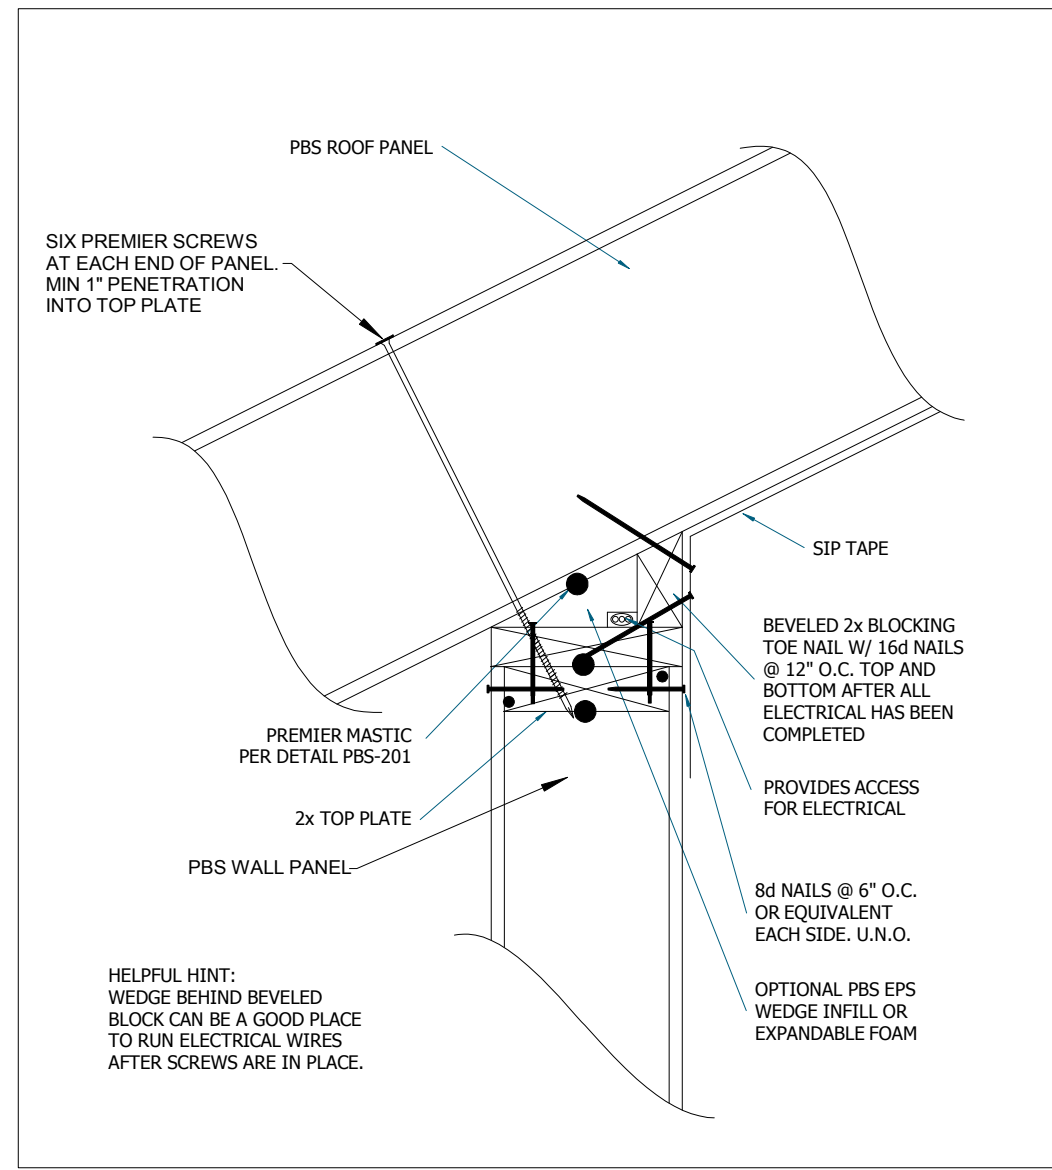 PBS ROOF PANEL
SIX PREMIER SCREWS
AT EACH END OF PANEL.
MIN 1" PENETRATION
INTO TOP PLATE
SIP TAPE
BEVELED 2x BLOCKING
TOE NAIL W/ 16d NAILS
@ 12" O.C. TOP AND
BOTTOM AFTER ALL
ELECTRICAL HAS BEEN
COMPLETED
PREMIER MASTIC
PER DETAIL PBS-201
PROVIDES ACCESS
FOR ELECTRICAL
2x TOP PLATE
PBS WALL PANEL
8d NAILS @ 6" O.C.
OR EQUIVALENT
EACH SIDE. U.N.O.
HELPFUL HINT:
WEDGE BEHIND BEVELED
BLOCK CAN BE A GOOD PLACE
TO RUN ELECTRICAL WIRES
AFTER SCREWS ARE IN PLACE.
OPTIONAL PBS EPS
WEDGE INFILL OR
EXPANDABLE FOAM